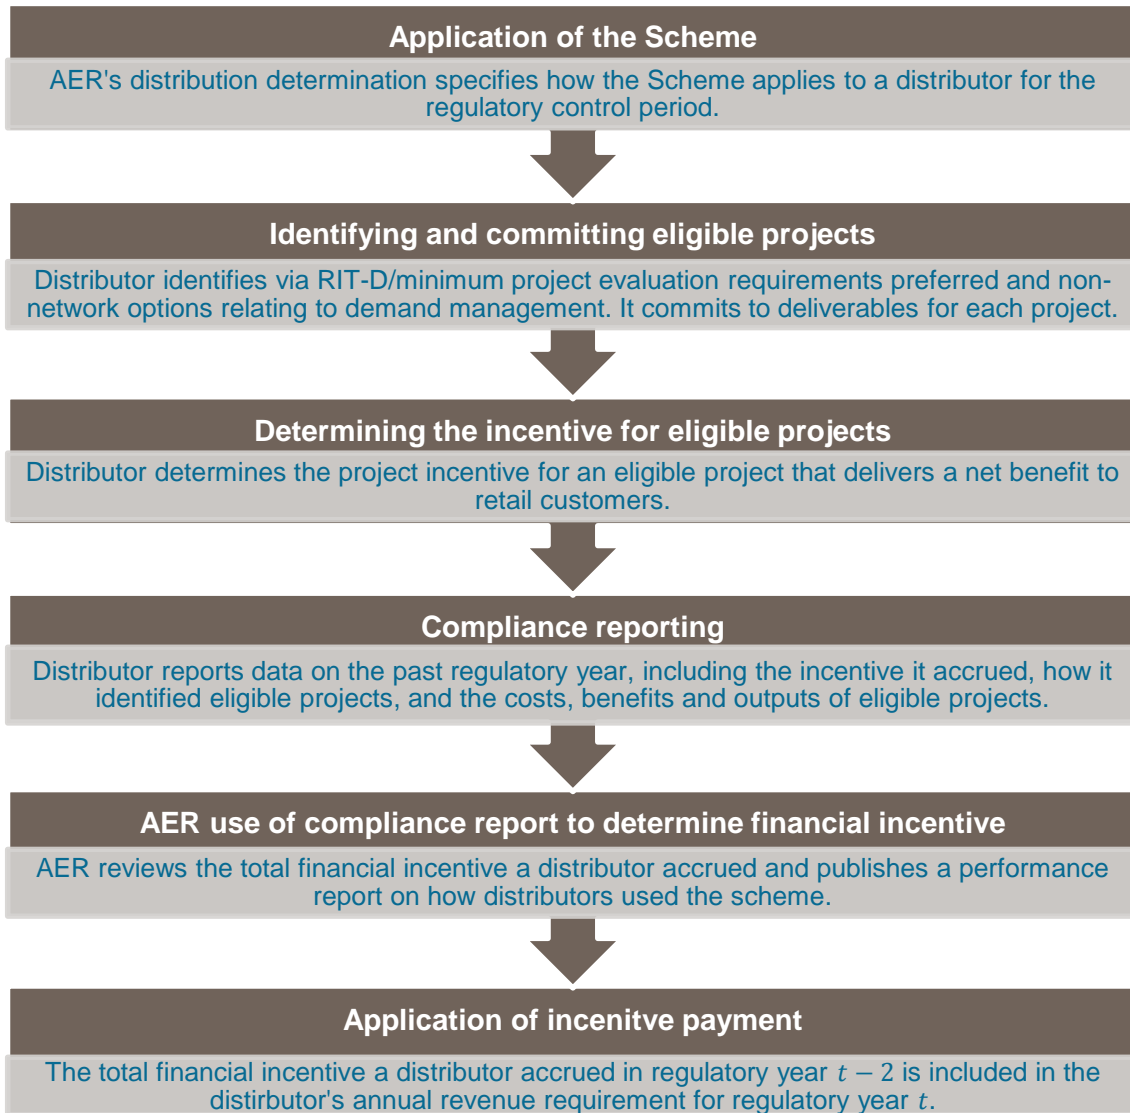 Application of the Scheme
AER's distribution determination specifies how the Scheme applies to a distributor for the
regulatory control period.
Identifying and committing eligible projects
Distributor identifies via RIT-D/minimum project evaluation requirements preferred and non-
network options relating to demand management. It commits to deliverables for each project.
Determining the incentive for eligible projects
Distributor determines the project incentive for an eligible project that delivers a net benefit to
retail customers.
Compliance reporting
Distributor reports data on the past regulatory year, including the incentive it accrued, how it
identified eligible projects, and the costs, benefits and outputs of eligible projects.
AER use of compliance report to determine financial incentive
AER reviews the total financial incentive a distributor accrued and publishes a performance
report on how distributors used the scheme.
Application of incenitve payment
The total financial incentive a distributor accrued in regulatory year t − 2 is included in the
distirbutor's annual revenue requirement for regulatory year t.